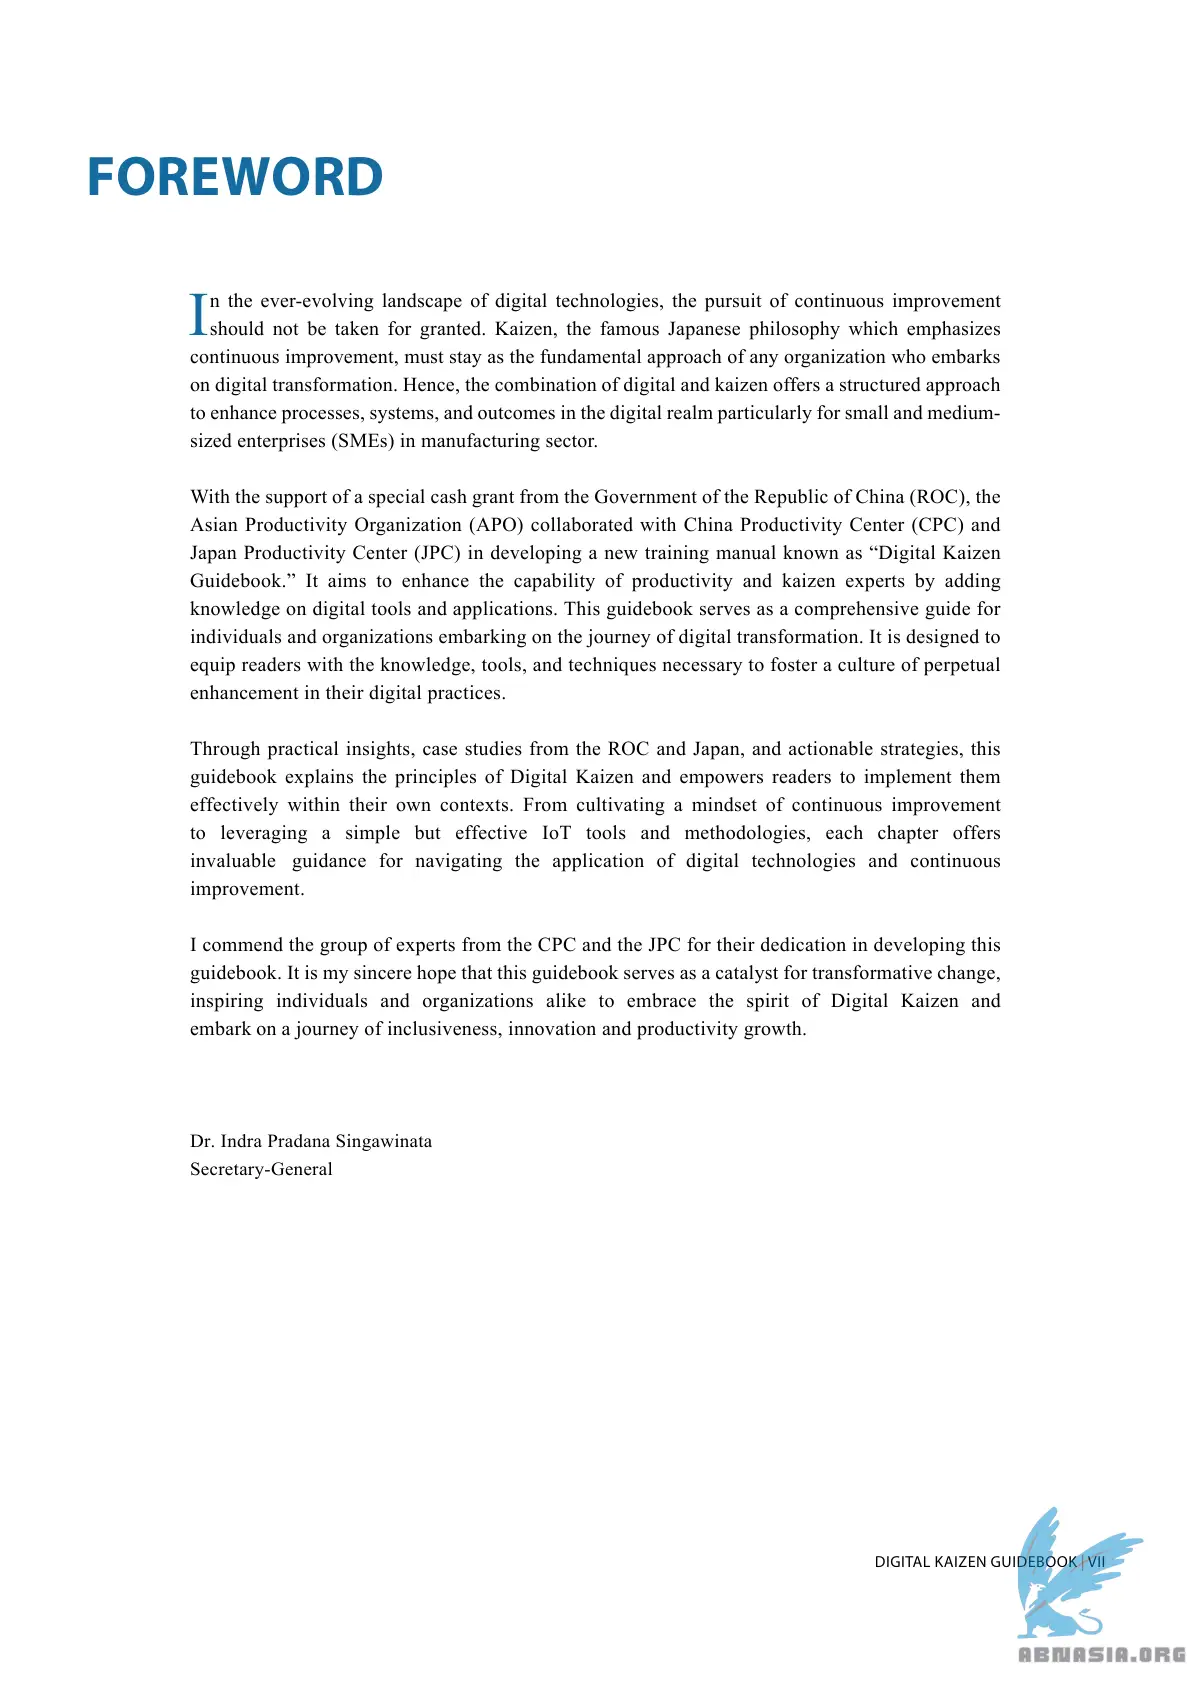 FOREWORD
In the ever-evolving landscape of digital technologies, the pursuit of continuous improvement
should not be taken for granted. Kaizen, the famous Japanese philosophy which emphasizes
continuous improvement, must stay as the fundamental approach of any organization who embarks
on digital transformation. Hence, the combination of digital and kaizen offers a structured approach
to enhance processes, systems, and outcomes in the digital realm particularly for small and medium-
sized enterprises (SMEs) in manufacturing sector.
With the support of a special cash grant from the Government of the Republic of China (ROC), the
Asian Productivity Organization (APO) collaborated with China Productivity Center (CPC) and
Japan Productivity Center (JPC) in developing a new training manual known as “Digital Kaizen
Guidebook.” It aims to enhance the capability of productivity and kaizen experts by adding
knowledge on digital tools and applications. This guidebook serves as a comprehensive guide for
individuals and organizations embarking on the journey of digital transformation. It is designed to
equip readers with the knowledge, tools, and techniques necessary to foster a culture of perpetual
enhancement in their digital practices.
Through practical insights, case studies from the ROC and Japan, and actionable strategies, this
guidebook explains the principles of Digital Kaizen and empowers readers to implement them
effectively within their own contexts. From cultivating a mindset of continuous improvement
to leveraging a simple but effective IoT tools and methodologies, each chapter offers
invaluable guidance for navigating the application of digital technologies and continuous
improvement.
I commend the group of experts from the CPC and the JPC for their dedication in developing this
guidebook. It is my sincere hope that this guidebook serves as a catalyst for transformative change,
inspiring individuals and organizations alike to embrace the spirit of Digital Kaizen and
embark on a journey of inclusiveness, innovation and productivity growth.
Dr. Indra Pradana Singawinata
Secretary-General
DIGITAL KAIZEN GUIDEBOOK | VII
ABNASIA.ORG